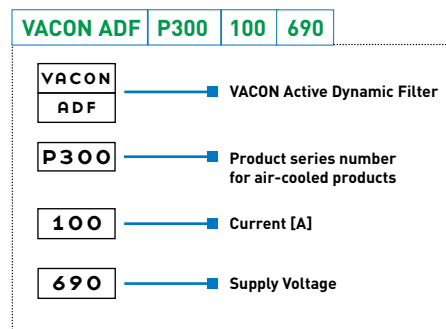 VACON ADF P300 100 690
VACON
ADF
VACON Active Dynamic Filter
P300
Product series number
for air-cooled products
100
Current [A]
690
Supply Voltage